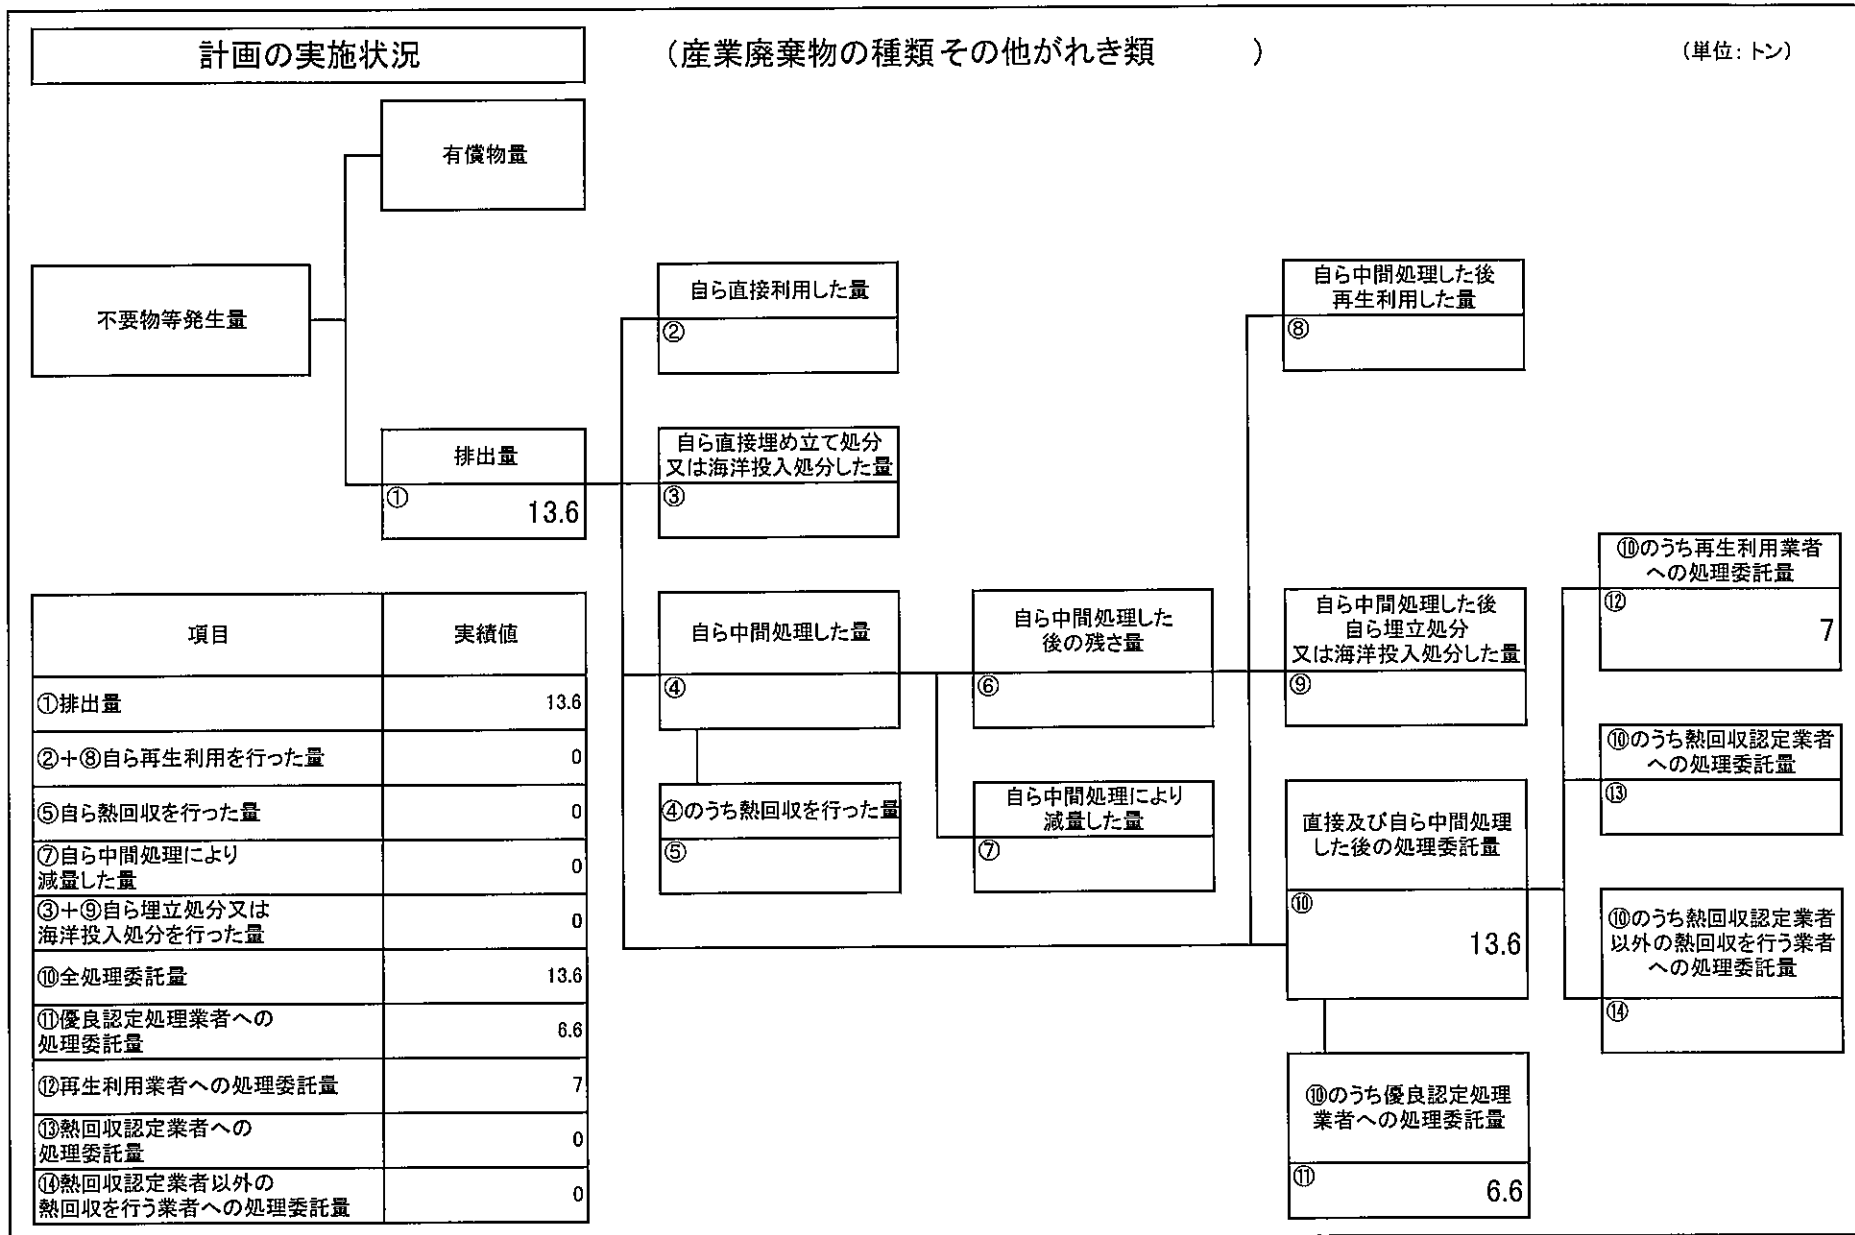 計画の実施状況
（産業廃棄物の種類その他がれき類　　　）
（単位：トン）
有償物量
不要物等発生量
排出量
①
13.6
自ら直接利用した量
②
自ら直接埋め立て処分
又は海洋投入処分した量
③
自ら中間処理した量
④
④のうち熱回収を行った量
⑤
自ら中間処理した
後の残さ量
⑥
自ら中間処理により
減量した量
⑦
自ら中間処理した後
再生利用した量
⑧
自ら中間処理した後
自ら埋立処分
又は海洋投入処分した量
⑨
直接及び自ら中間処理
した後の処理委託量
⑩
13.6
⑩のうち優良認定処理
業者への処理委託量
⑪
6.6
⑩のうち再生利用業者
への処理委託量
⑫
7
⑩のうち熱回収認定業者
への処理委託量
⑬
⑩のうち熱回収認定業者
以外の熱回収を行う業者
への処理委託量
⑭
項目 実績値
①排出量 13.6
②＋⑧自ら再生利用を行った量 0
⑤自ら熱回収を行った量 0
⑦自ら中間処理により
減量した量 0
③＋⑨自ら埋立処分又は
海洋投入処分を行った量 0
⑩全処理委託量 13.6
⑪優良認定処理業者への
処理委託量 6.6
⑫再生利用業者への処理委託量 7
⑬熱回収認定業者への
処理委託量 0
⑭熱回収認定業者以外の
熱回収を行う業者への処理委託量 0